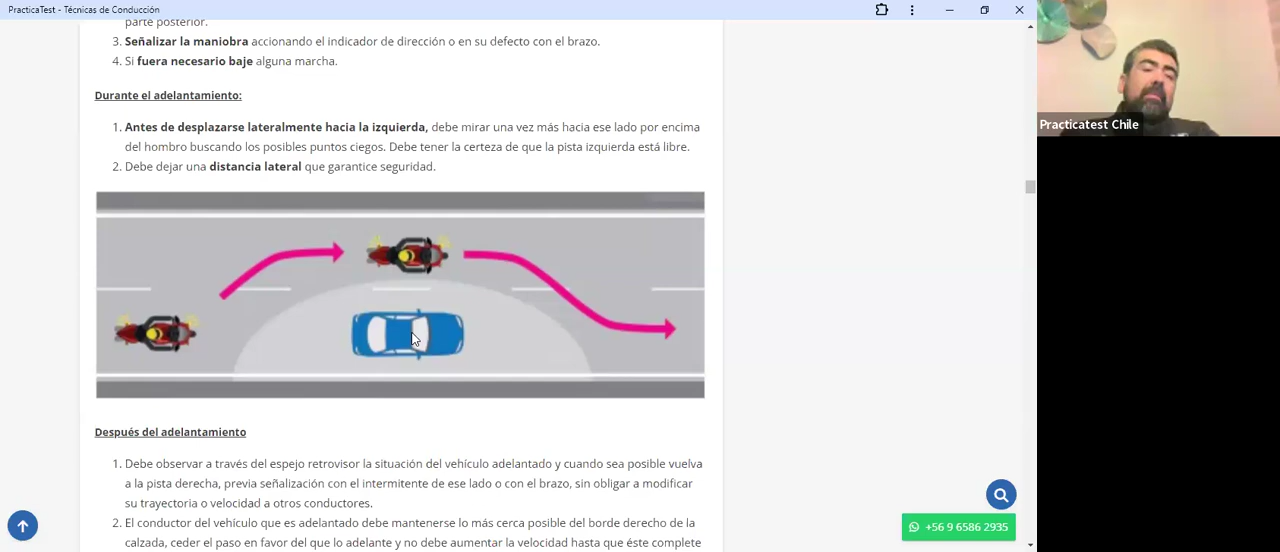 PracticaTest - Técnicas de Conducción
parte posterior.
3. Señalizar la maniobra accionando el indicador de dirección o en su defecto con el brazo.
4. Si fuera necesario baje alguna marcha.
Durante el adelantamiento:
1. Antes de desplazarse lateralmente hacia la izquierda, debe mirar una vez más hacia ese lado por encima
del hombro buscando los posibles puntos ciegos. Debe tener la certeza de que la pista izquierda está libre.
2. Debe dejar una distancia lateral que garantice seguridad.
Después del adelantamiento
1. Debe observar a través del espejo retrovisor la situación del vehículo adelantado y cuando sea posible vuelva
a la pista derecha, previa señalización con el intermitente de ese lado o con el brazo, sin obligar a modificar
su trayectoria o velocidad a otros conductores.
2. El conductor del vehículo que es adelantado debe mantenerse lo más cerca posible del borde derecho de la
calzada, ceder el paso en favor del que lo adelante y no debe aumentar la velocidad hasta que éste complete
+56 9 6586 2935
Practicatest Chile